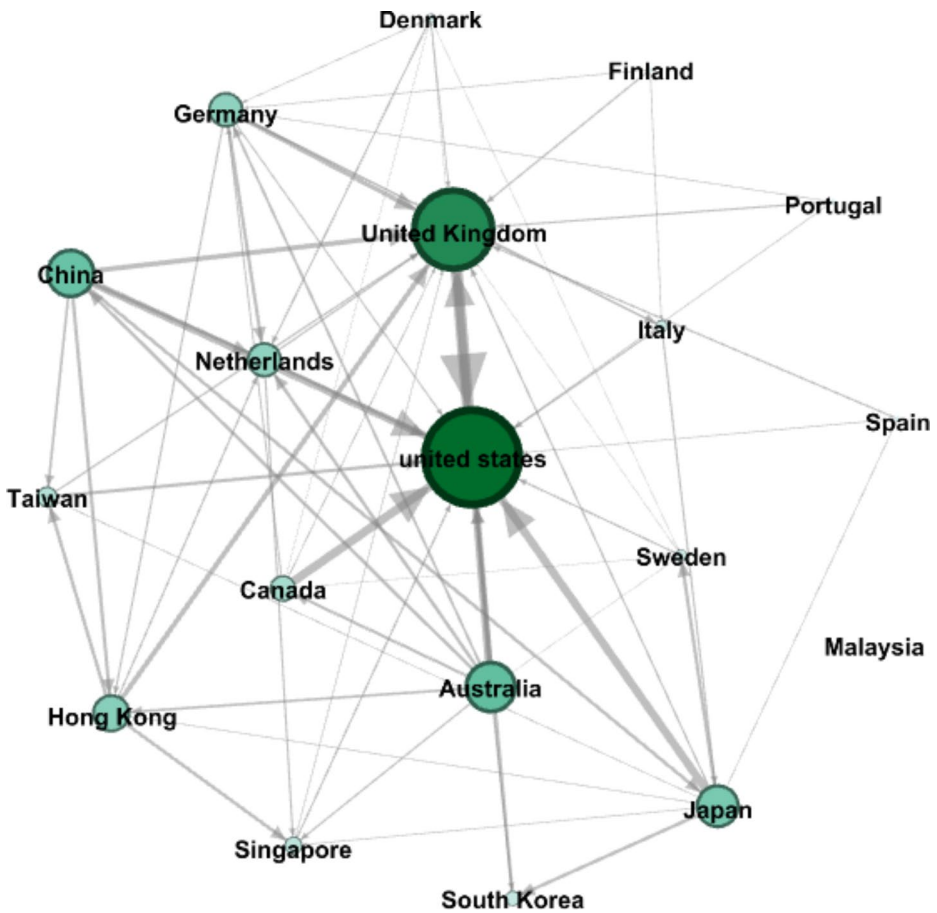 Denmark
Finland
Germany
Portugal
United Kingdom
China
Italy
Netherlands
Spain
united states
Taiwan
Sweden
Canada
Malaysia
Australia
Hong Kong
Japan
Singapore
South Korea